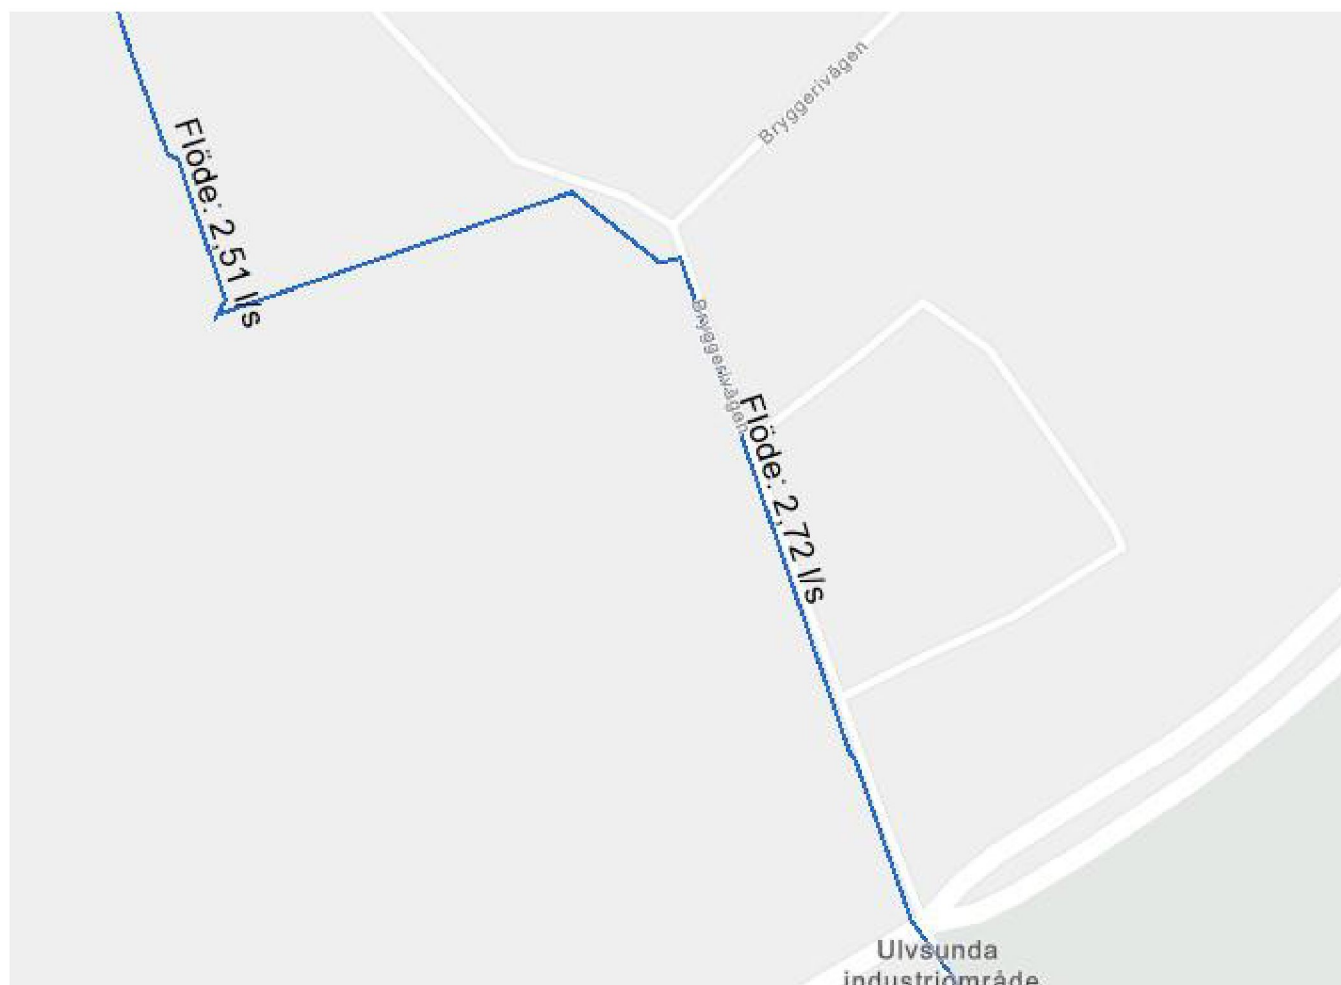 Bryggerivägen
Flöde: 2,51 l/s
Bryggerivägen
Flöde: 2,72 l/s
Ulvsunda
industriområde